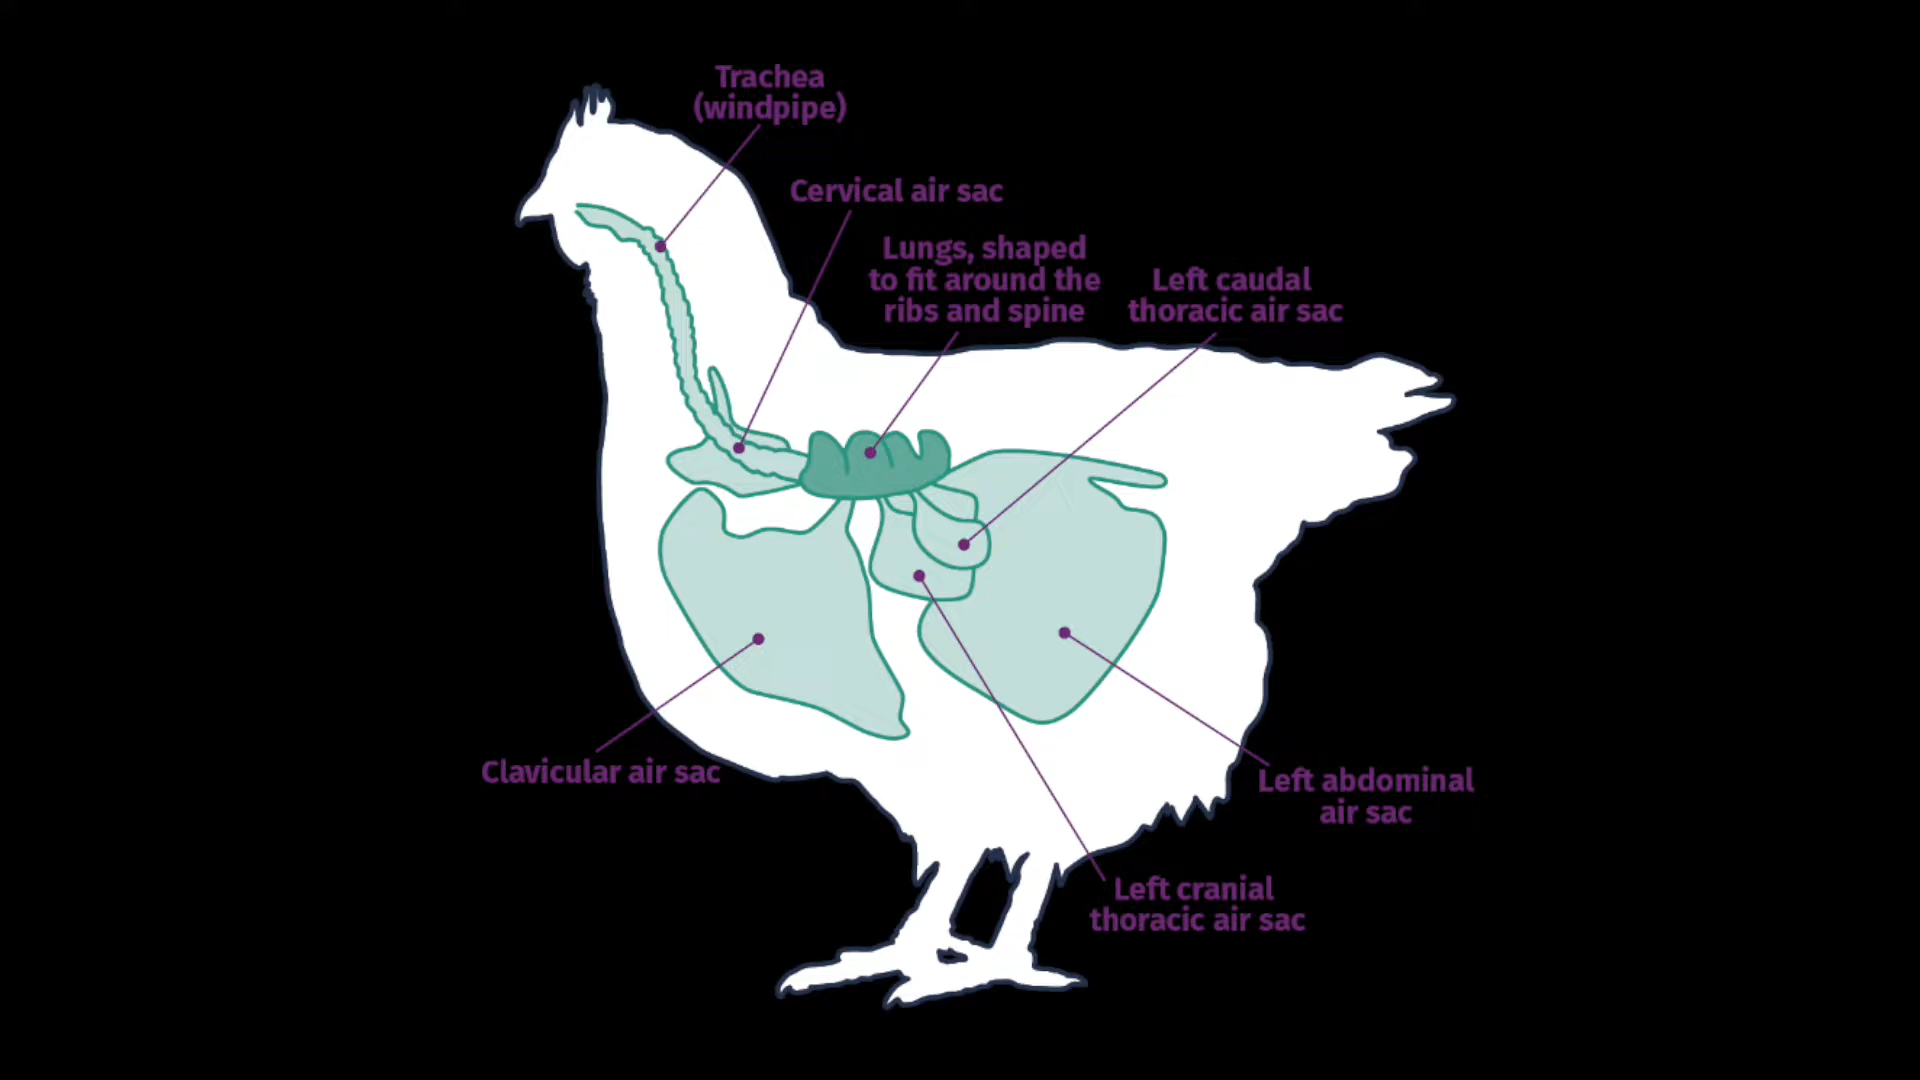 Trachea
(windpipe)
Cervical air sac
Lungs, shaped
to fit around the
ribs and spine
Left caudal
thoracic air sac
Clavicular air sac
Left abdominal
air sac
Left cranial
thoracic air sac